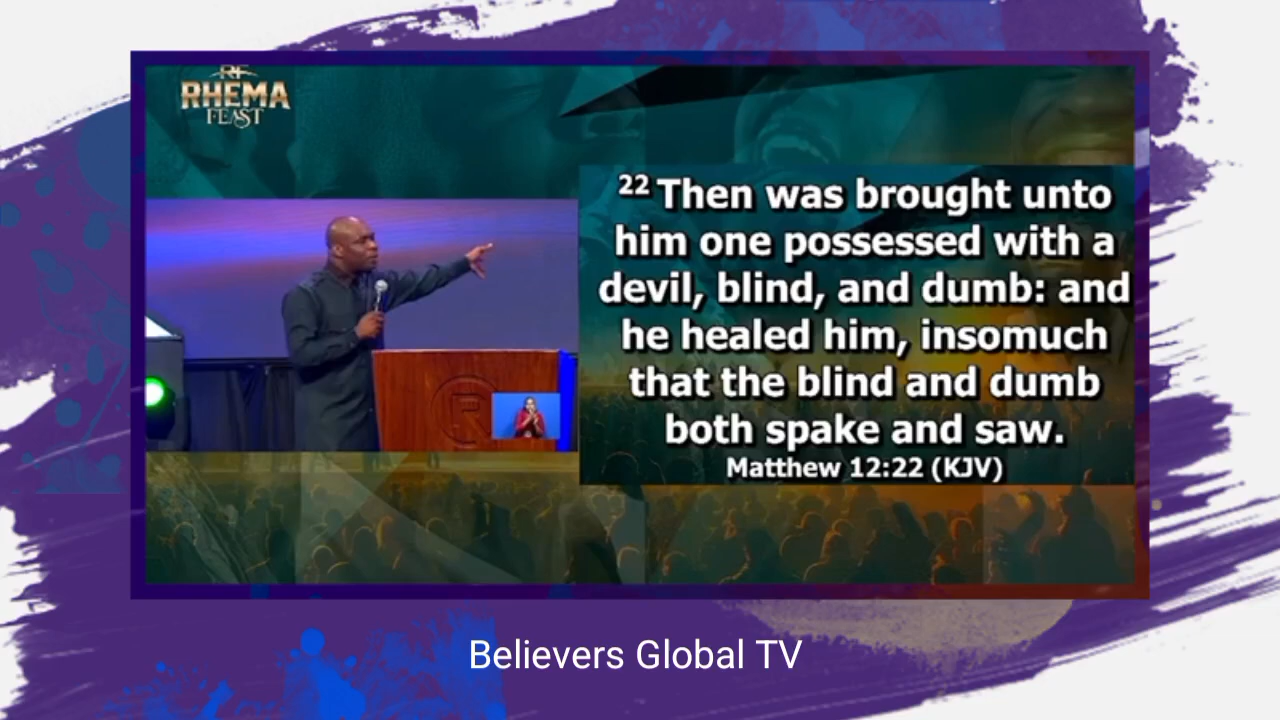 RF
RHEMA
FEAST
22 Then was brought unto
him one possessed with a
devil, blind, and dumb: and
he healed him, insomuch
that the blind and dumb
both spake and saw.
Matthew 12:22 (KJV)
R
Believers Global TV